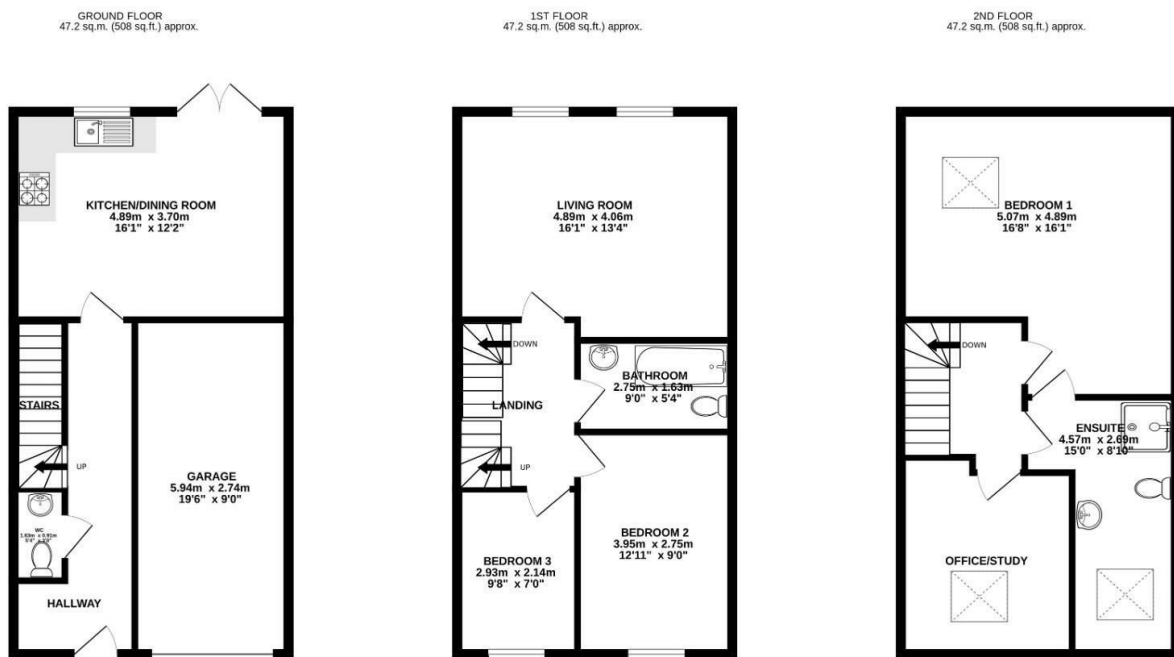 GROUND FLOOR
47.2 sq.m. (508 sq.ft.) approx.
KITCHEN/DINING ROOM
4.89m x 3.70m
16'1" x 12'2"
STAIRS
UP
GARAGE
5.94m x 2.74m
19'6" x 9'0"
WC
HALLWAY
1ST FLOOR
47.2 sq.m. (508 sq.ft.) approx.
LIVING ROOM
4.89m x 4.06m
16'1" x 13'4"
DOWN
BATHROOM
2.75m x 1.63m
9'0" x 5'4"
LANDING
UP
BEDROOM 2
3.95m x 2.75m
12'11" x 9'0"
BEDROOM 3
2.93m x 2.14m
9'8" x 7'0"
2ND FLOOR
47.2 sq.m. (508 sq.ft.) approx.
BEDROOM 1
5.07m x 4.89m
16'8" x 16'1"
DOWN
ENSUITE
4.57m x 2.69m
15'0" x 8'10"
OFFICE/STUDY